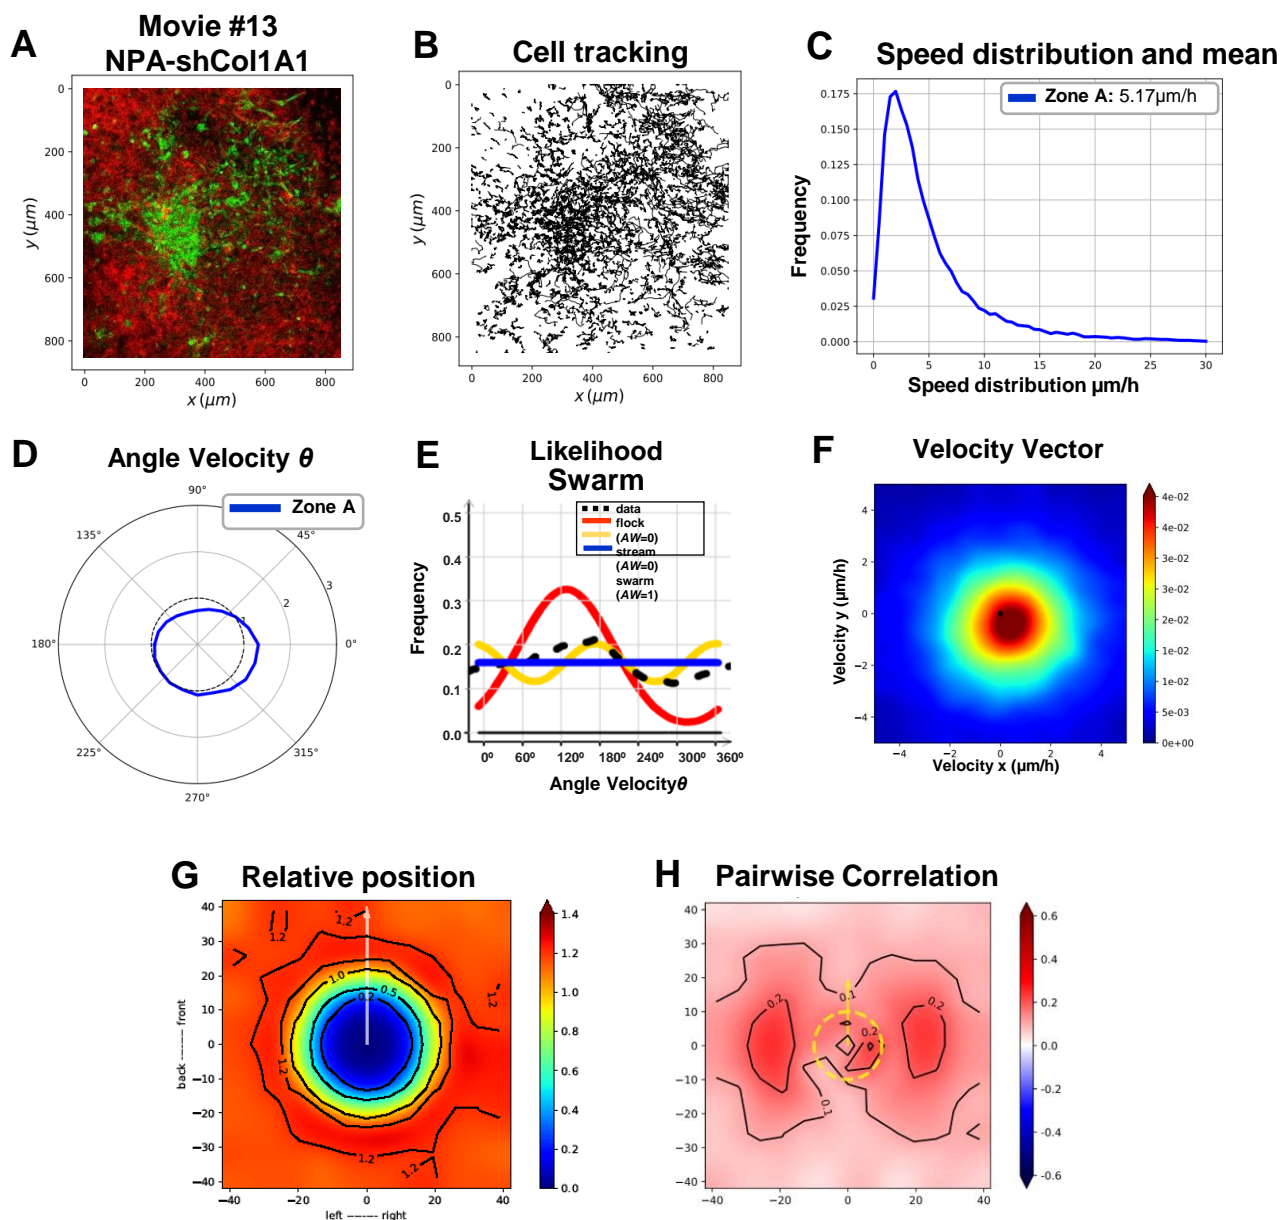 A
Movie #13
NPA-shCol1A1
0
200
400
600
800
y (μm)
0 200 400 600 800
x (μm)
B
Cell tracking
0
200
400
600
800
y (μm)
0 200 400 600 800
x (μm)
C
Speed distribution and mean
Zone A: 5.17μm/h
0.175
0.150
0.125
0.100
0.075
0.050
0.025
0.000
Frequency
0 5 10 15 20 25 30
Speed distribution μm/h
D
Angle Velocity θ
Zone A
90°
135° 45°
180° 0°
225° 315°
270°
1 2 3
E
Likelihood
Swarm
data
flock
(AW=0)
stream
(AW=0)
swarm
(AW=1)
0.5
0.4
0.3
0.2
0.1
0.0
Frequency
0º 60º 120º 180º 240º 300º 360º
Angle Velocityθ
F
Velocity Vector
4
2
0
−2
−4
Velocity y (μm/h)
−4 −2 0 2 4
Velocity x (μm/h)
4e-02
4e-02
3e-02
3e-02
2e-02
2e-02
1e-02
1e-02
5e-03
0e+00
G
Relative position
40
30
20
10
0
−10
−20
−30
−40
back ------- front
−40 −20 0 20 40
left ------- right
1.2
1.2
1.2
1.0
0.5
0.2
1.2
1.2
1.2
1.4
1.2
1.0
0.8
0.6
0.4
0.2
0.0
H
Pairwise Correlation
40
30
20
10
0
−10
−20
−30
−40
−40 −20 0 20 40
0.1
0.2
0.2
0.2
0.1
0.6
0.4
0.2
0.0
-0.2
-0.4
-0.6